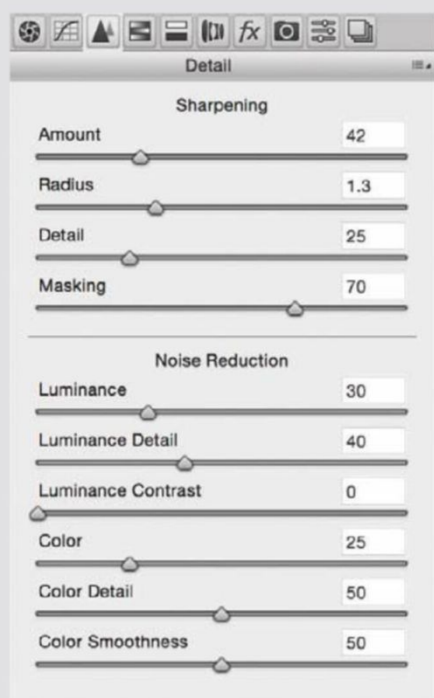 fx
Detail
Sharpening
Amount 42
Radius 1.3
Detail 25
Masking 70
Noise Reduction
Luminance 30
Luminance Detail 40
Luminance Contrast 0
Color 25
Color Detail 50
Color Smoothness 50